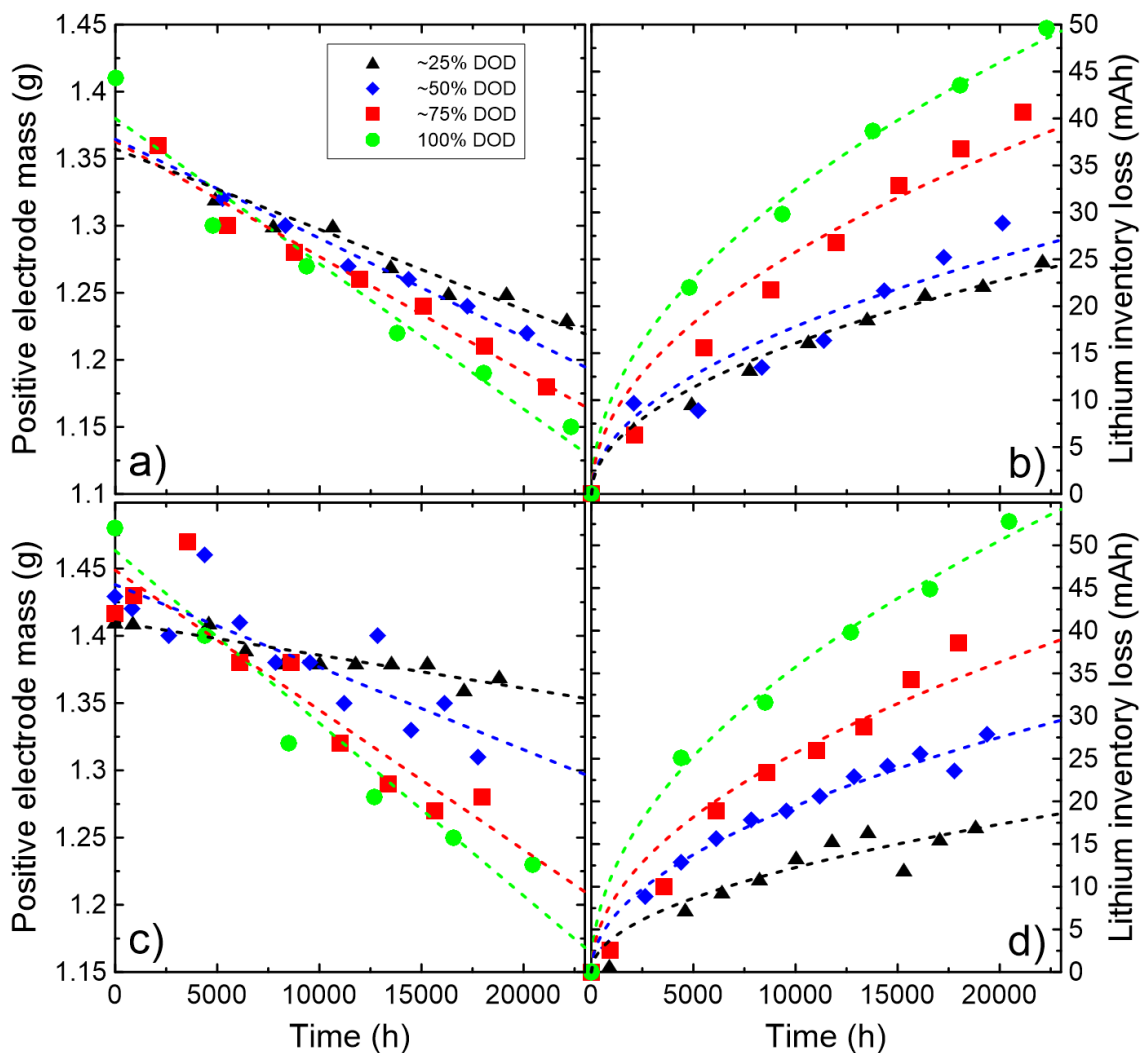 Positive electrode mass (g)
1.45
1.4
1.35
1.3
1.25
1.2
1.15
1.1
~25% DOD
~50% DOD
~75% DOD
100% DOD
a)
b)
50
45
40
35
30
25
20
15
10
5
0
Lithium inventory loss (mAh)
Positive electrode mass (g)
1.45
1.4
1.35
1.3
1.25
1.2
1.15
c)
d)
50
45
40
35
30
25
20
15
10
5
0
Lithium inventory loss (mAh)
0 5000 10000 15000 20000
0 5000 10000 15000 20000
Time (h)
Time (h)